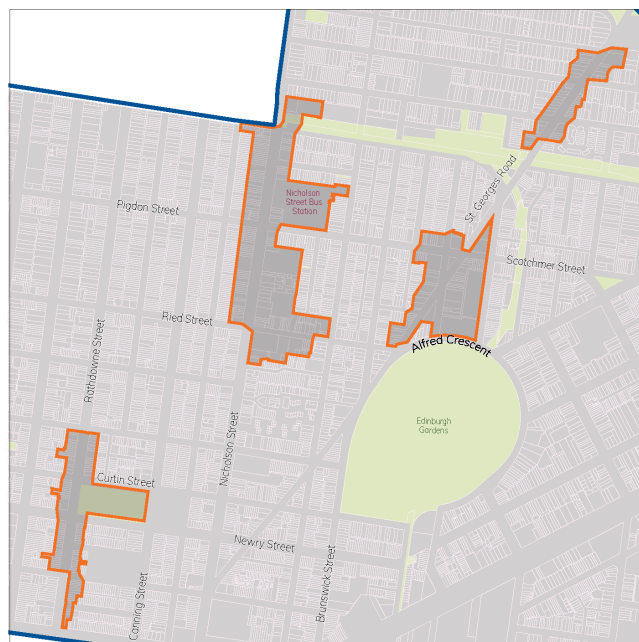 St Georges Road
Pigdon Street
Nicholson
Street Bus
Station
Scotchmer Street
Ried Street
Alfred Crescent
Rathdowne Street
Edinburgh
Gardens
Nicholson Street
Curtin Street
Newry Street
Canning Street
Brunswick Street